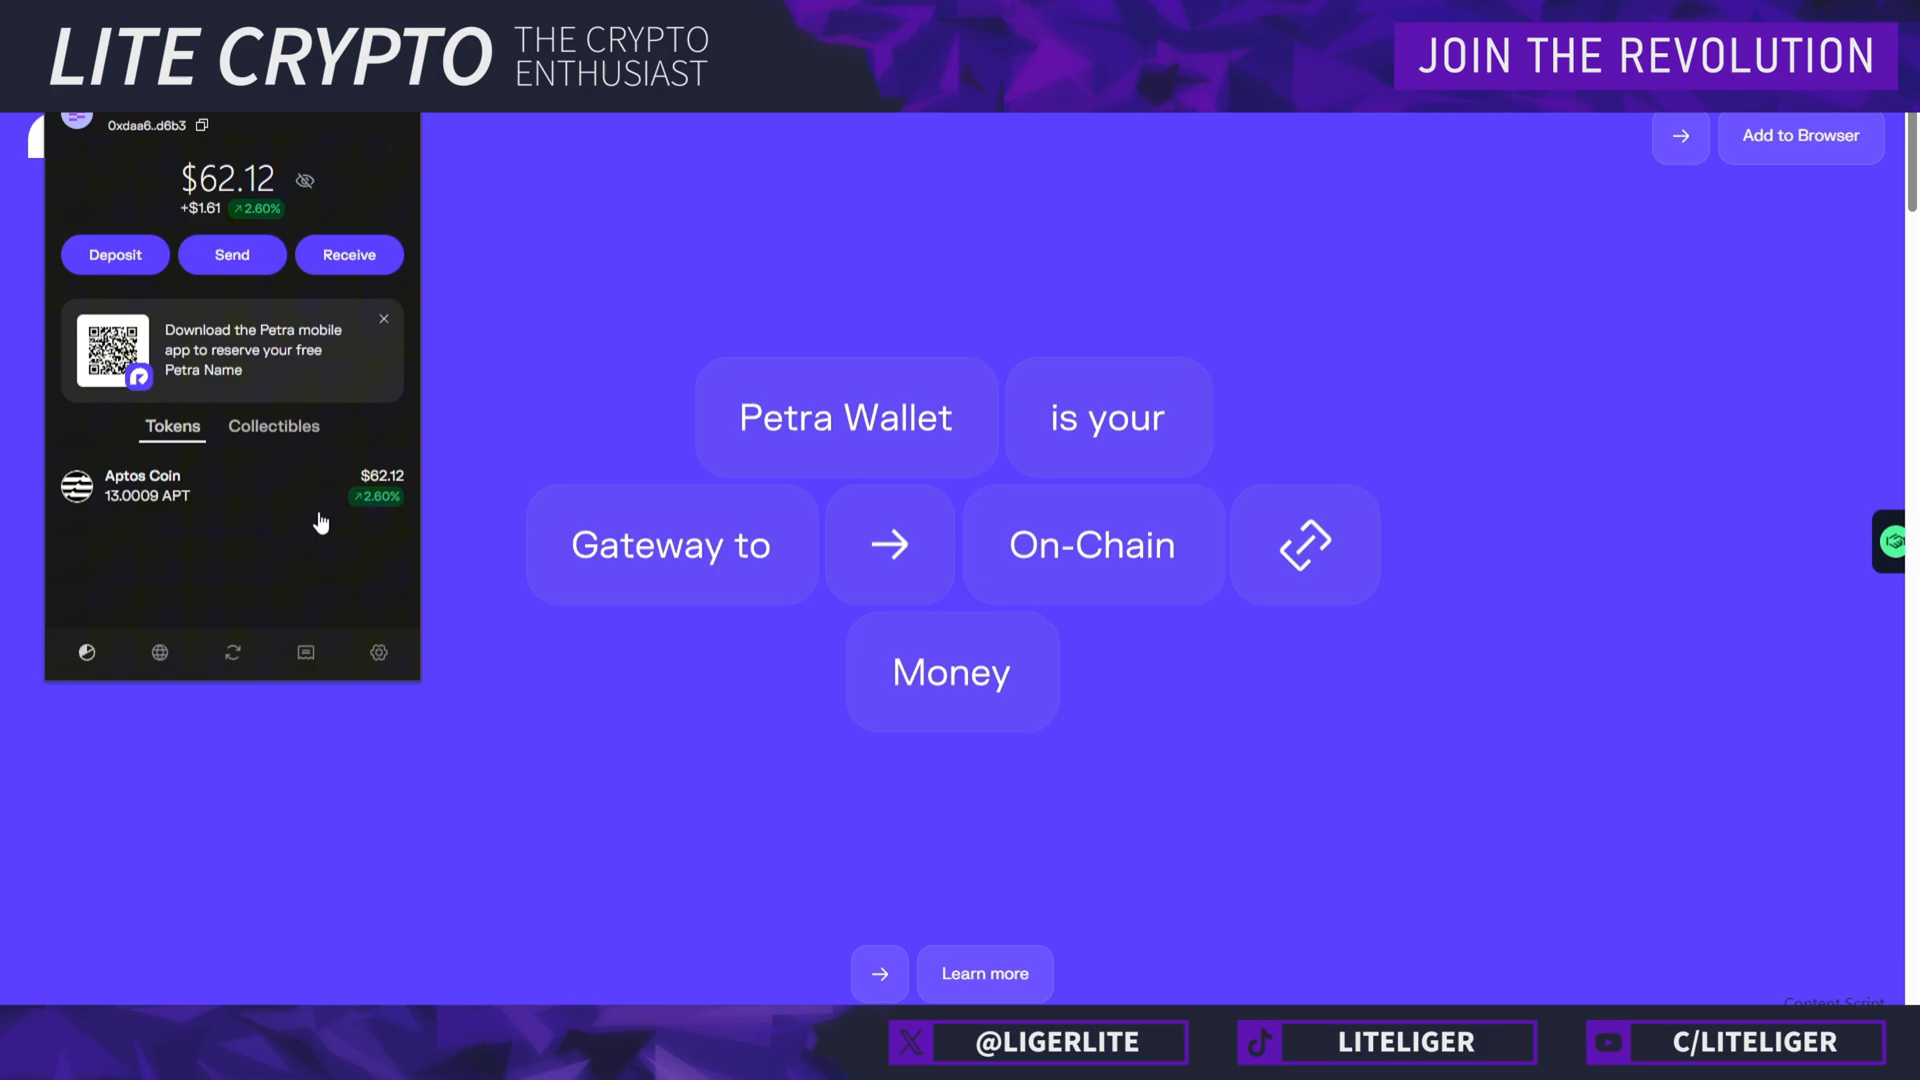 LITE CRYPTO
THE CRYPTO
ENTHUSIAST
JOIN THE REVOLUTION
0xdaa6..d6b3
$62.12
+$1.61 2.60%
Deposit
Send
Receive
Download the Petra mobile
app to reserve your free
Petra Name
Tokens
Collectibles
Aptos Coin
$62.12
13.0009 APT
2.60%
Add to Browser
Petra Wallet
is your
Gateway to
On-Chain
Money
Learn more
Content Script
@LIGERLITE
LITELIGER
C/LITELIGER